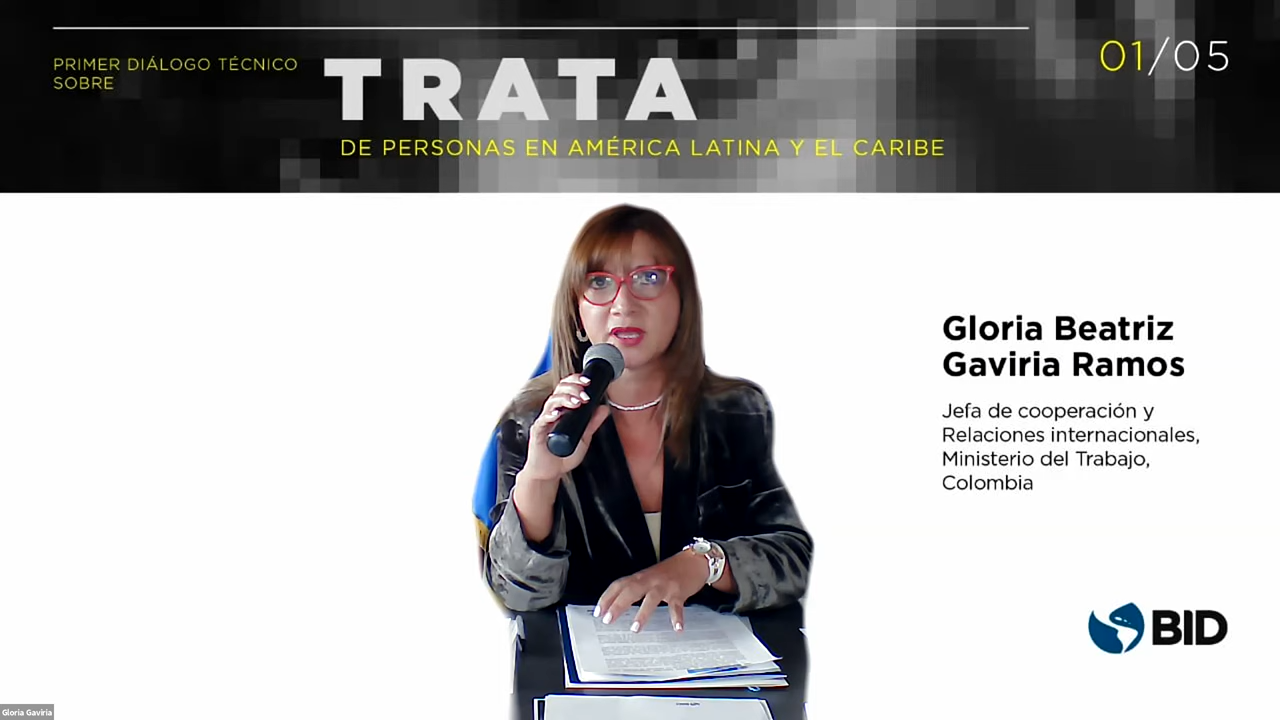 PRIMER DIÁLOGO TÉCNICO
SOBRE
TRATA
DE PERSONAS EN AMÉRICA LATINA Y EL CARIBE
01/05
Gloria Beatriz
Gaviria Ramos
Jefa de cooperación y
Relaciones internacionales,
Ministerio del Trabajo,
Colombia
BID
Gloria Gaviria